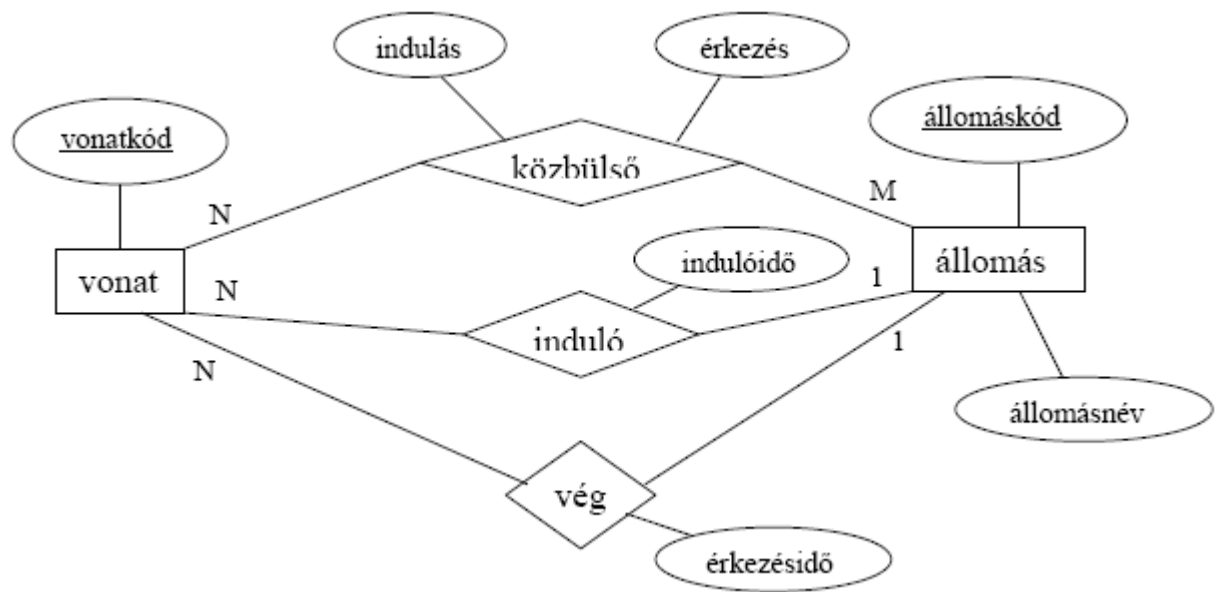 indulás
érkezés
vonatkód
állomáskód
közbülső
N
M
vonat
N
indulóidő
1
állomás
induló
N
1
állomásnév
vég
érkezésidő